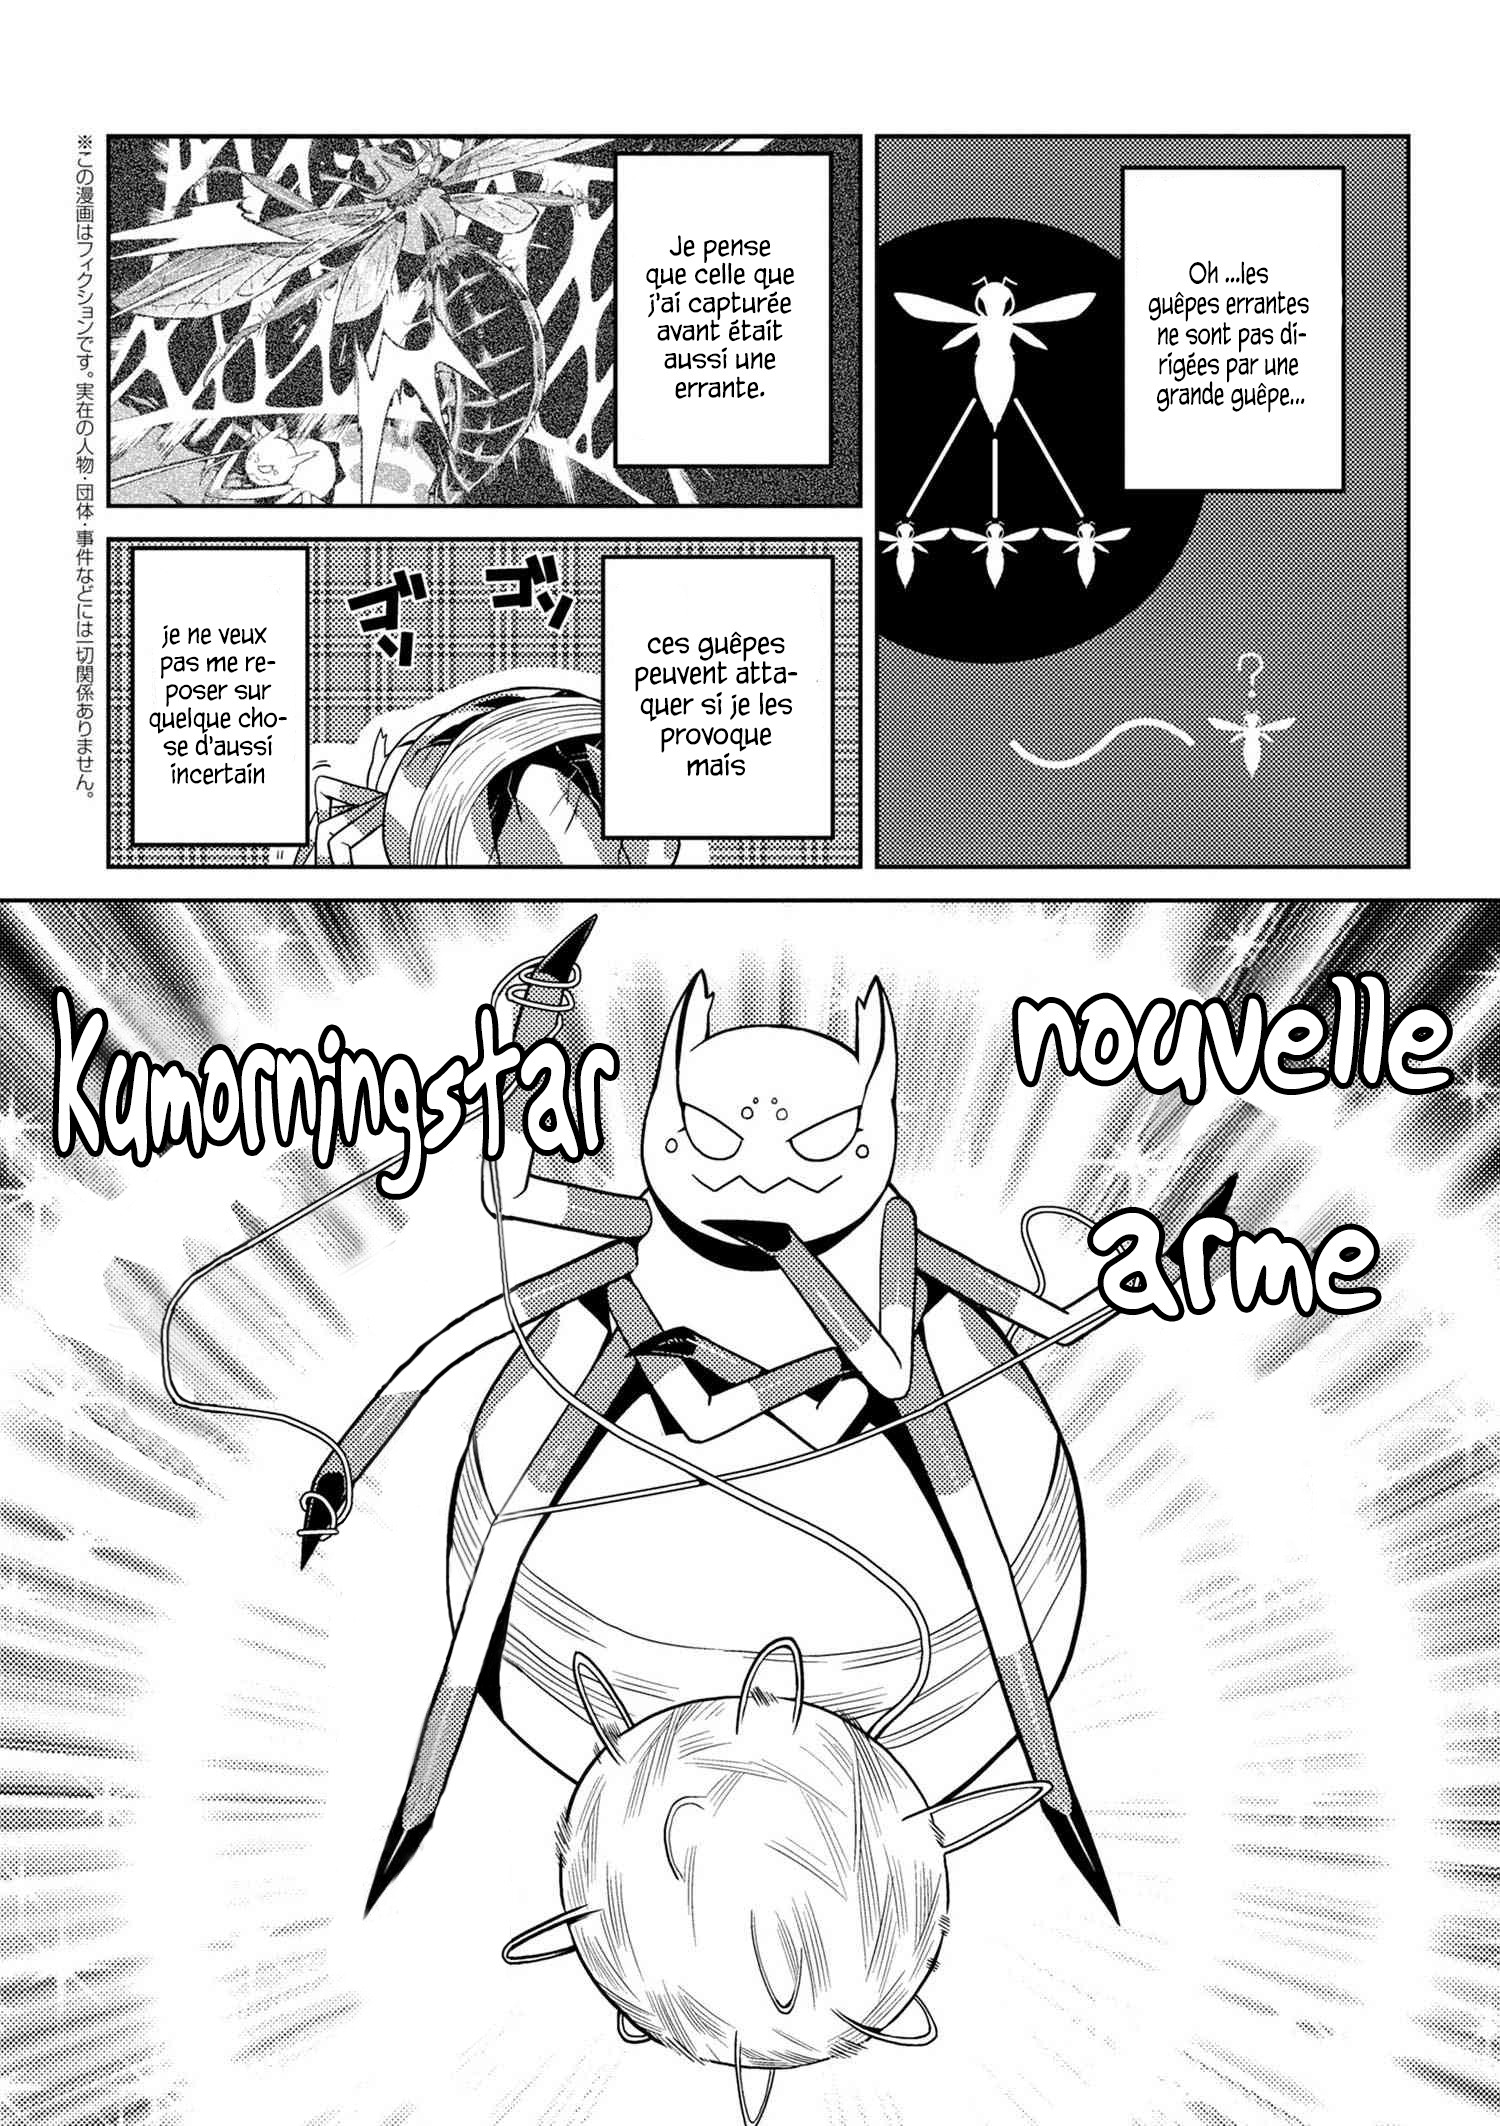 Oh ...les
guêpes errantes
ne sont pas di-
rigées par une
grande guêpe...
?
Je pense
que celle que
j'ai capturée
avant était
aussi une
errante.
ces guêpes
peuvent atta-
quer si je les
provoque
mais
ゴソ
ゴソ
je ne veux
pas me re-
poser sur
quelque cho-
se d'aussi
incertain
※この漫画はフィクションです。実在の人物・団体・事件などには一切関係ありません。
nouvelle
arme
Kumorningstar